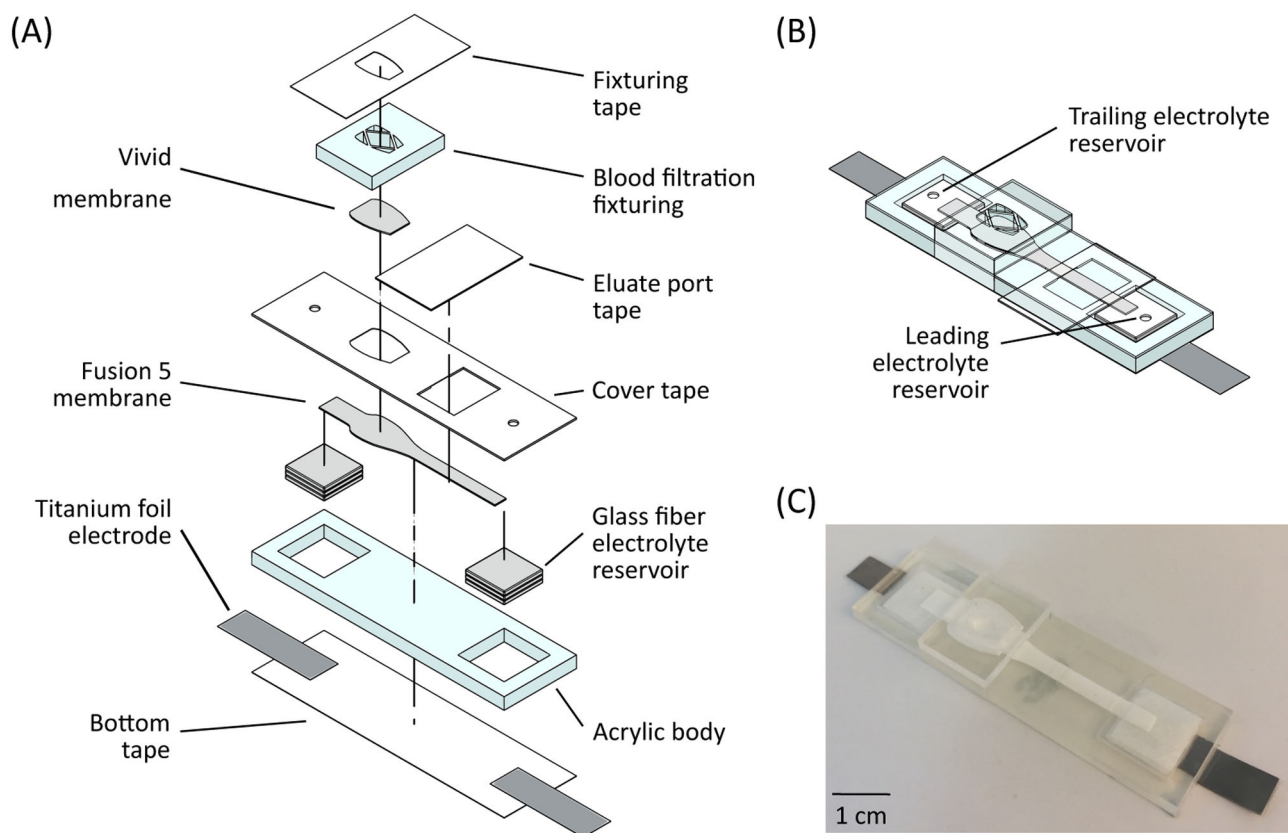 (A)
Fixturing
tape
Vivid
membrane
Blood filtration
fixturing
Eluate port
tape
Fusion 5
membrane
Cover tape
Titanium foil
electrode
Glass fiber
electrolyte
reservoir
Bottom
tape
Acrylic body
(B)
Trailing electrolyte
reservoir
Leading
electrolyte
reservoir
(C)
1 cm